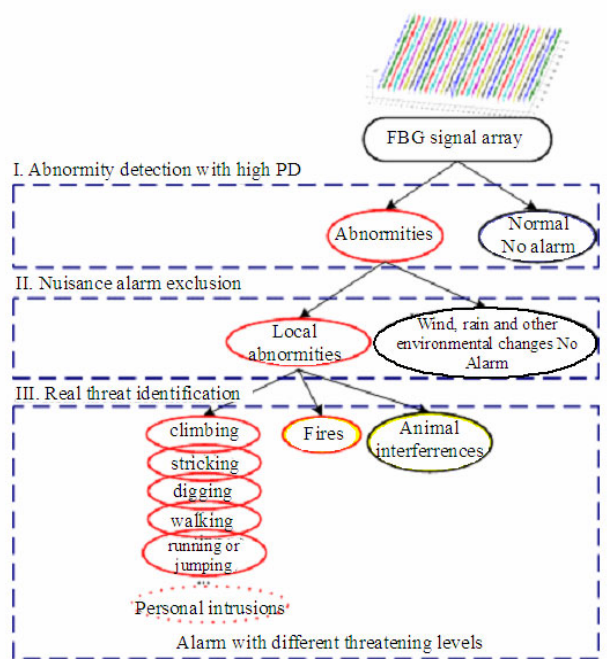 FBG signal array
I. Abnormity detection with high PD
Abnormities
Normal
No alarm
II. Nuisance alarm exclusion
Local
abnormities
Wind, rain and other
environmental changes No
Alarm
III. Real threat identification
climbing
stricking
digging
walking
running or
jumping
...
Personal intrusions
Fires
Animal
interferrences
Alarm with different threatening levels